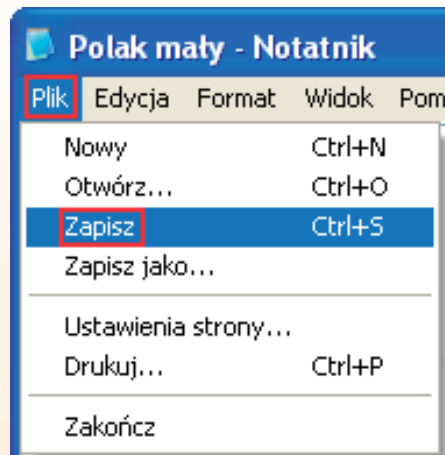 Polak mały - Notatnik
Plik Edycja Format Widok Pom
Nowy Ctrl+N
Otwórz... Ctrl+O
Zapisz Ctrl+S
Zapisz jako...
Ustawienia strony...
Drukuj... Ctrl+P
Zakończ